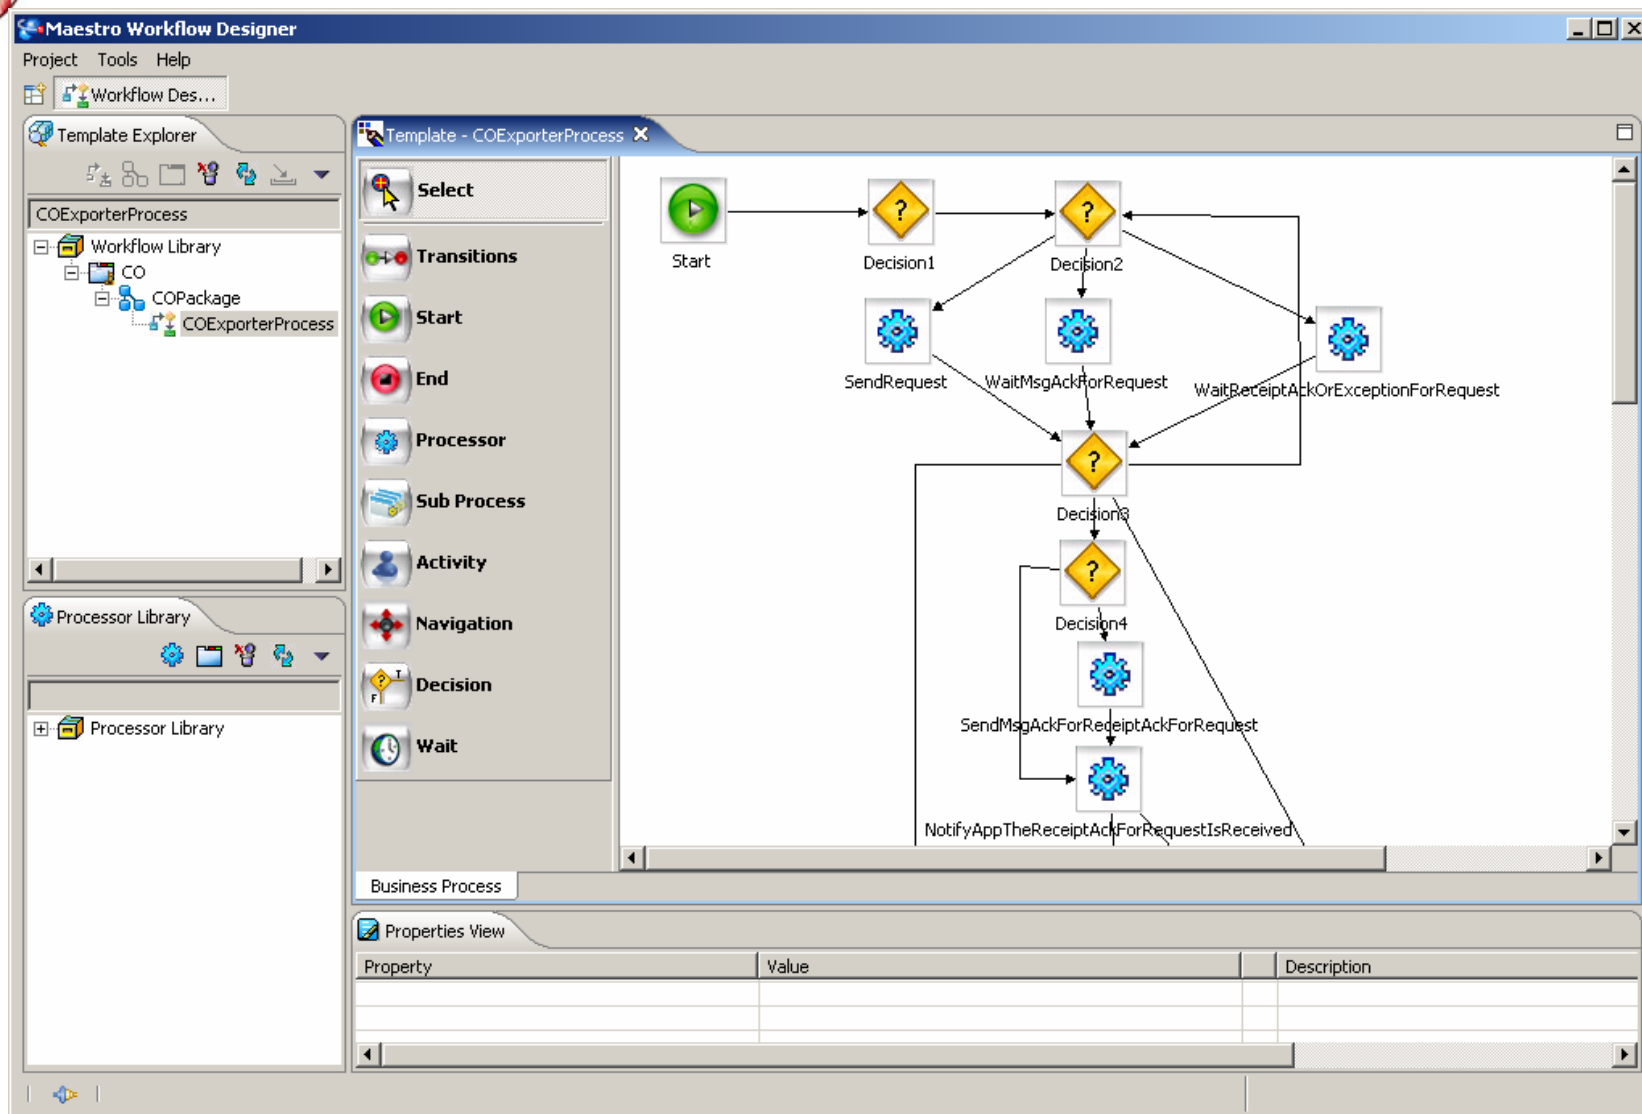 Maestro Workflow Designer
Project Tools Help
Workflow Des...
Template Explorer
COExporterProcess
Workflow Library
CO
COPackage
COExporterProcess
Processor Library
Processor Library
Template - COExporterProcess
Select
Transitions
Start
End
Processor
Sub Process
Activity
Navigation
Decision
Wait
Start
Decision1
Decision2
SendRequest
WaitMsgAckForRequest
WaitReceiptAckOrExceptionForRequest
Decision3
Decision4
SendMsgAckForReceiptAckForRequest
NotifyAppTheReceiptAckForRequestIsReceived
Business Process
Properties View
Property Value Description